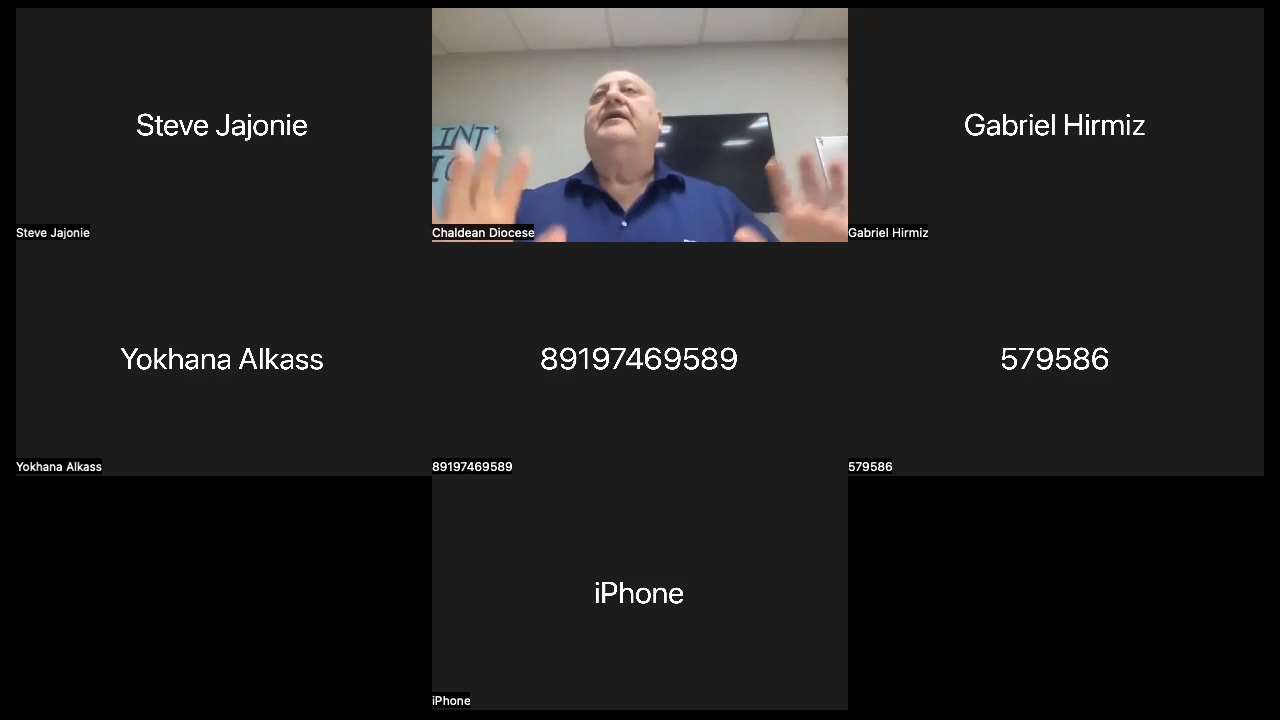 Steve Jajonie
Steve Jajonie
INT
Chaldean Diocese
Gabriel Hirmiz
Gabriel Hirmiz
Yokhana Alkass
Yokhana Alkass
89197469589
89197469589
579586
579586
iPhone
iPhone